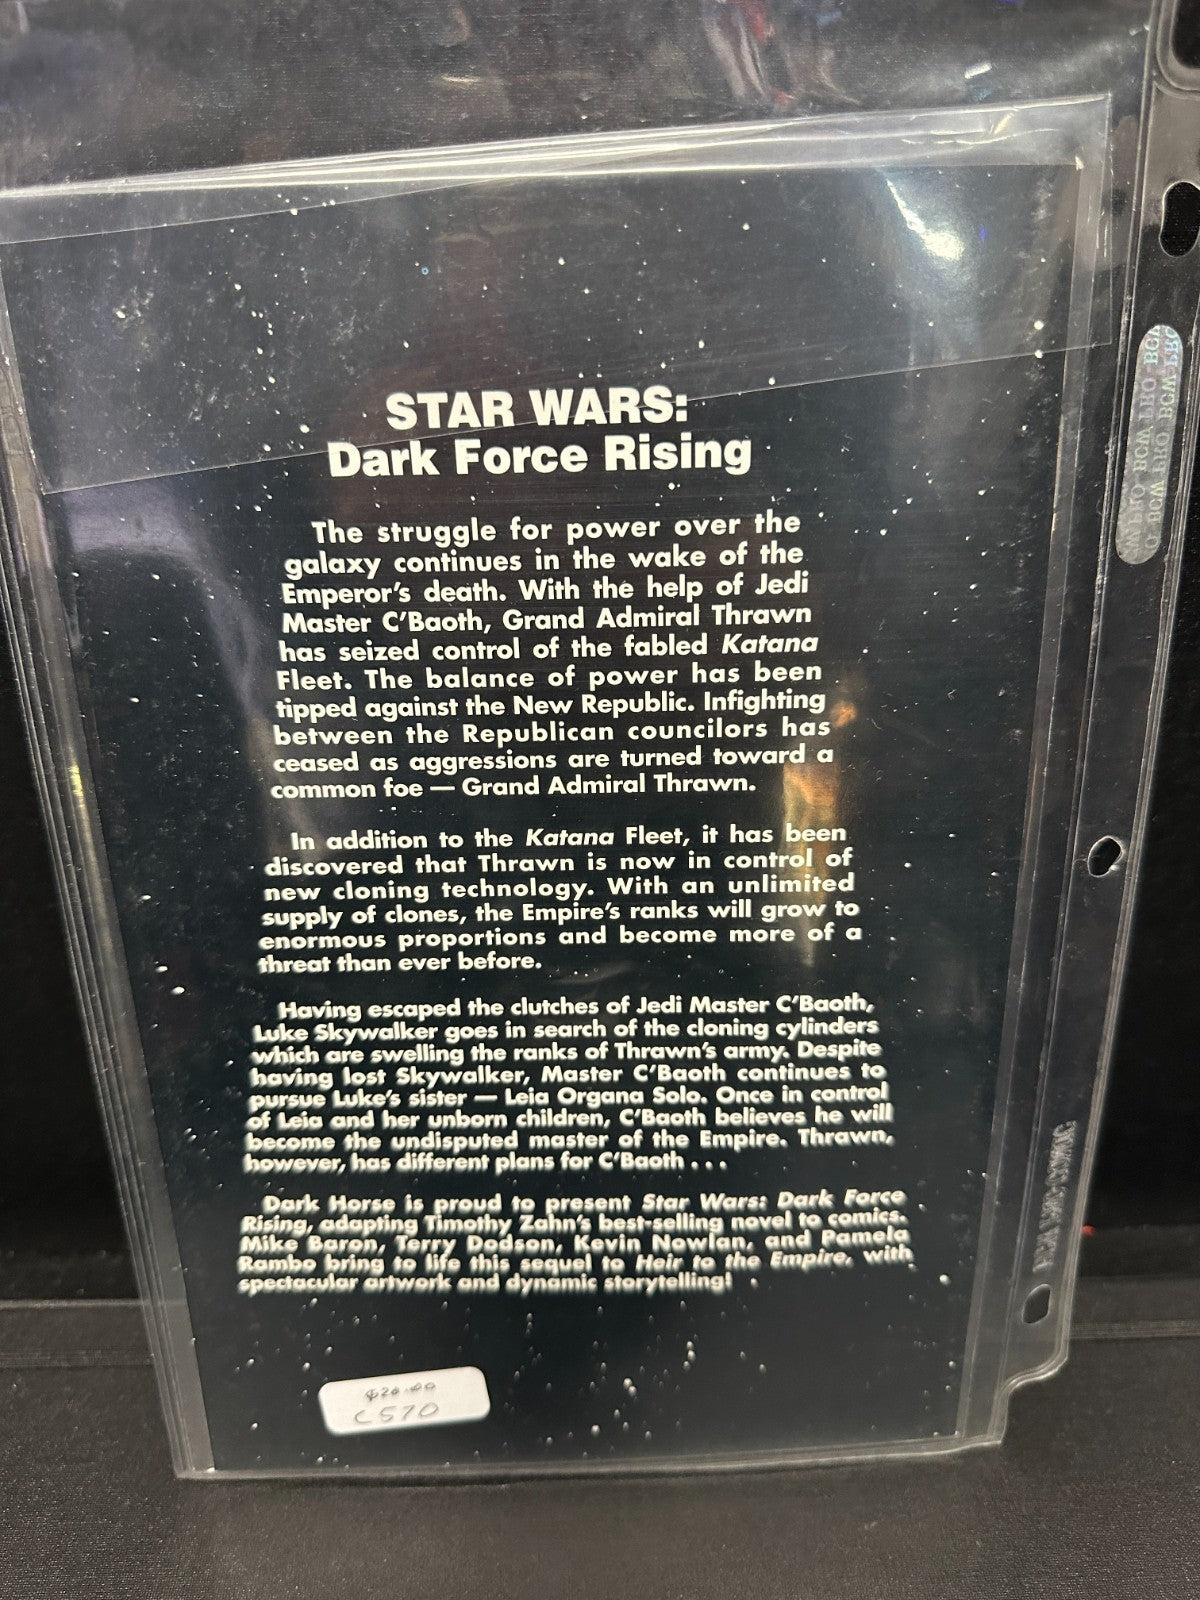 STAR WARS:
Dark Force Rising
The struggle for power over the
galaxy continues in the wake of the
Emperor's death. With the help of Jedi
Master C'Baoth, Grand Admiral Thrawn
has seized control of the fabled Katana
Fleet. The balance of power has been
tipped against the New Republic. Infighting
between the Republican councilors has
ceased as aggressions are turned toward a
common foe — Grand Admiral Thrawn.
In addition to the Katana Fleet, it has been
discovered that Thrawn is now in control of
new cloning technology. With an unlimited
supply of clones, the Empire's ranks will grow to
enormous proportions and become more of a
threat than ever before.
Having escaped the clutches of Jedi Master C'Baoth,
Luke Skywalker goes in search of the cloning cylinders
which are swelling the ranks of Thrawn's army. Despite
having lost Skywalker, Master C'Baoth continues to
pursue Luke's sister — Leia Organa Solo. Once in control
of Leia and her unborn children, C'Baoth believes he will
become the undisputed master of the Empire. Thrawn,
however, has different plans for C'Baoth . . .
Dark Horse is proud to present Star Wars: Dark Force
Rising, adapting Timothy Zahn's best-selling novel to comics.
Mike Baron, Terry Dodson, Kevin Nowlan, and Pamela
Rambo bring to life this sequel to Heir to the Empire, with
spectacular artwork and dynamic storytelling!
$20.00
C570